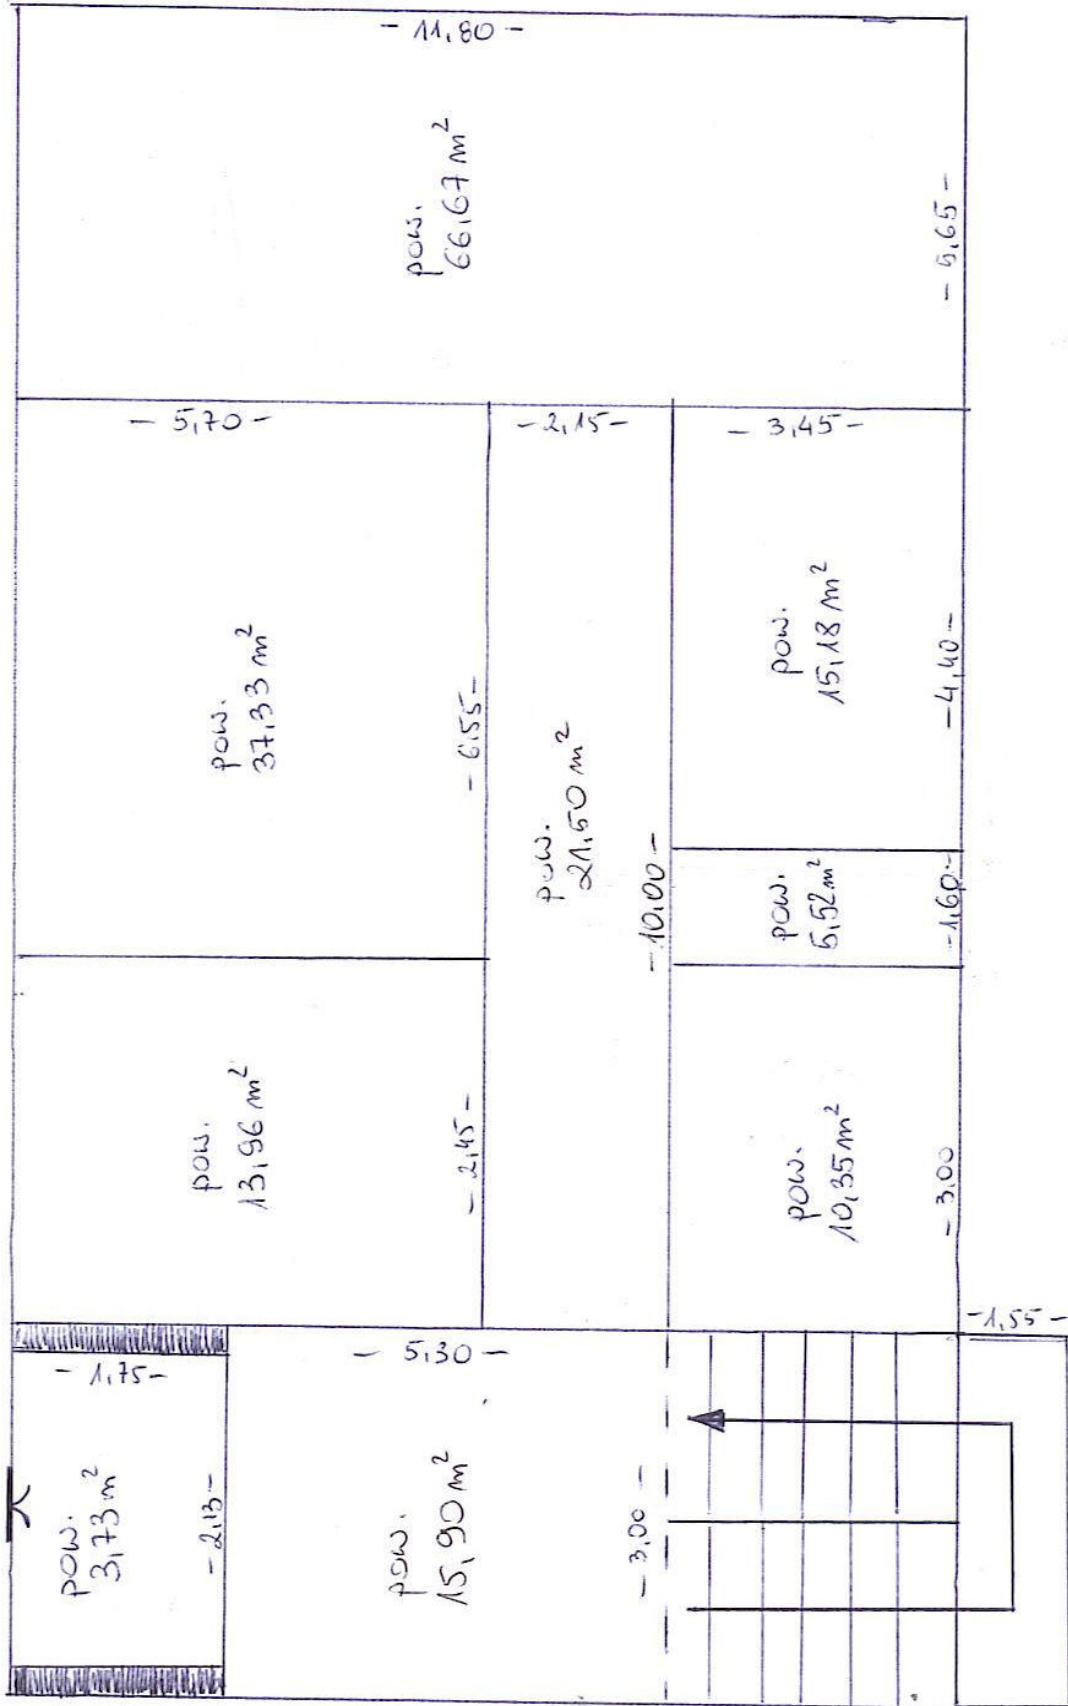 - 11,80 -
pow.
66,67 m²
- 5,65 -
- 5,70 -
- 2,15 -
- 3,45 -
pow.
37,33 m²
- 6,55 -
pow.
21,50 m²
- 10,00 -
pow.
15,18 m²
- 4,40 -
pow.
5,52 m²
- 1,60 -
pow.
13,96 m²
- 2,45 -
pow.
10,35 m²
- 3,00
- 1,55 -
- 1,75 -
- 5,30 -
pow.
3,73 m²
- 2,13 -
pow.
15,90 m²
- 3,00 -